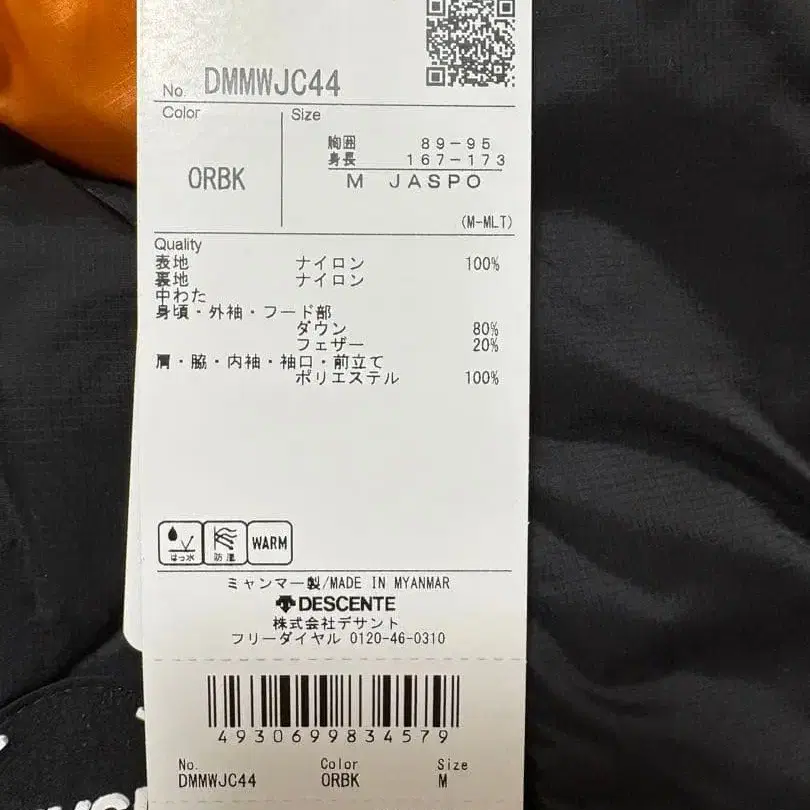 No. DMMWJC44
Color Size
胸囲 89-95
身長 167-173
ORBK M JASPO
(M-MLT)
Quality
表地 ナイロン 100%
裏地 ナイロン
中わた
身頃・外袖・フード部
ダウン 80%
フェザー 20%
肩・脇・内袖・袖口・前立て
ポリエステル 100%
はっ水 防風 WARM
ミャンマー製/MADE IN MYANMAR
DESCENTE
株式会社デサント
フリーダイヤル 0120-46-0310
4930699834579
No. Color Size
DMMWJC44 ORBK M